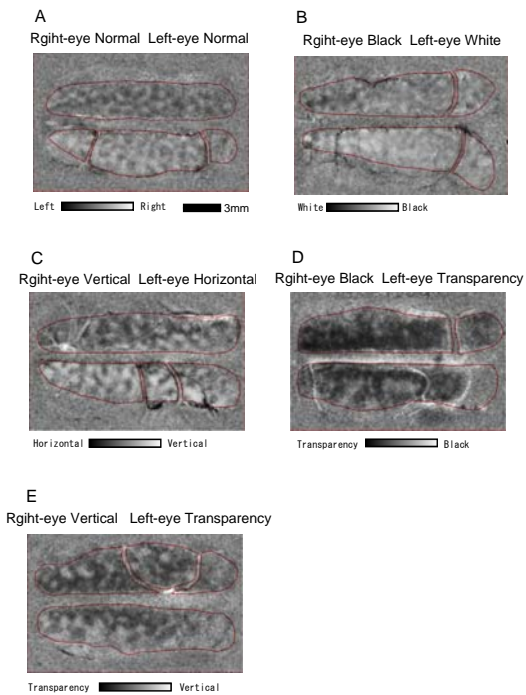 A
Rgiht-eye Normal Left-eye Normal
Left Right 3mm
B
Rgiht-eye Black Left-eye White
White Black
C
Rgiht-eye Vertical Left-eye Horizontal
Horizontal Vertical
D
Rgiht-eye Black Left-eye Transparency
Transparency Black
E
Rgiht-eye Vertical Left-eye Transparency
Transparency Vertical